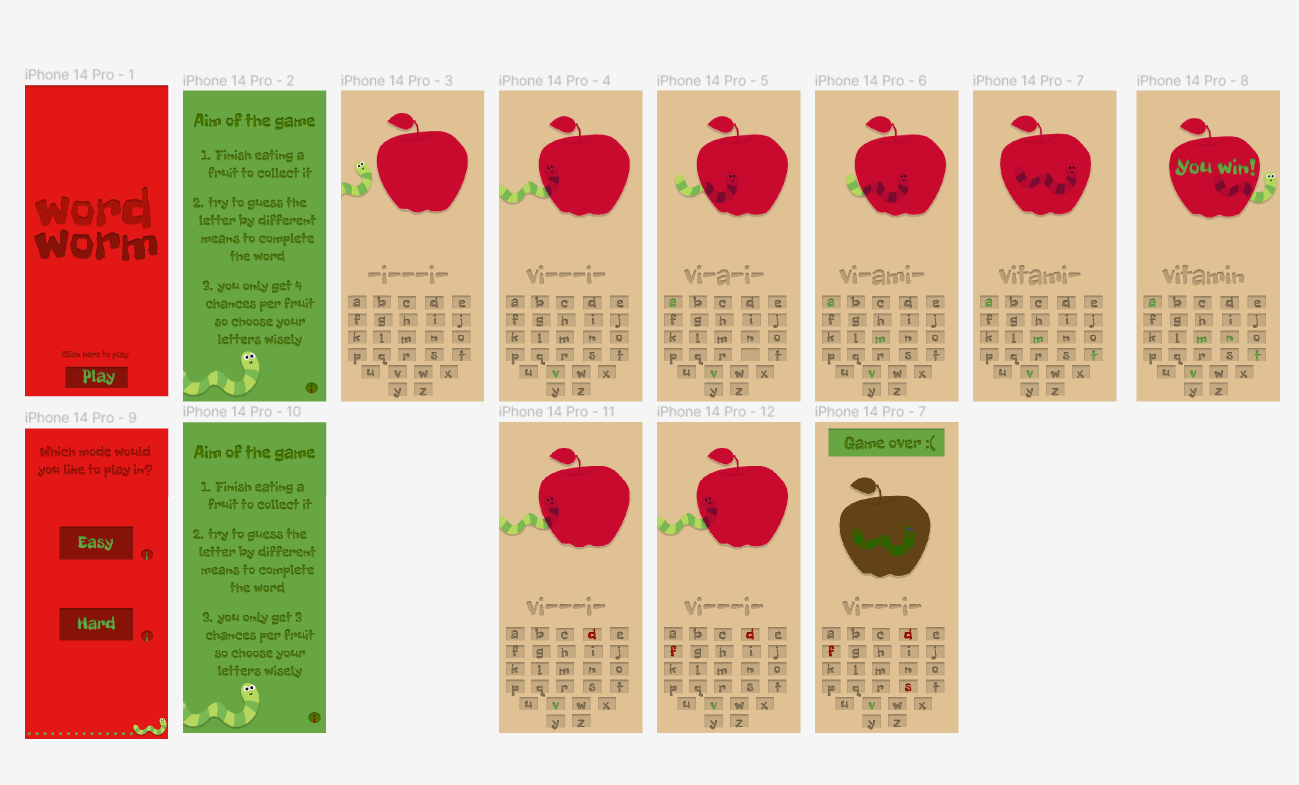 iPhone 14 Pro - 1
word
worm
Click here to play
Play
iPhone 14 Pro - 2
Aim of the game
1. Finish eating a
fruit to collect it
2. try to guess the
letter by different
means to complete
the word
3. you only get 4
chances per fruit
so choose your
letters wisely
i
iPhone 14 Pro - 3
-i---i-
a b c d e
f g h i j
k l m n o
p q r s t
u v w x
y z
iPhone 14 Pro - 4
vi---i-
a b c d e
f g h i j
k l m n o
p q r s t
u v w x
y z
iPhone 14 Pro - 5
vi-a-i-
a b c d e
f g h i j
k l m n o
p q r t
u v w x
y z
iPhone 14 Pro - 6
vi-ami-
a b c d e
f g h i j
k l m n o
p q r s t
u v w x
y z
iPhone 14 Pro - 7
vitami-
a b c d e
f g h i j
k l m n o
p q r s t
u v w x
y z
iPhone 14 Pro - 8
You win!
vitamin
a b c d e
f g h i j
k l m n o
p q r s t
u v w x
y z
iPhone 14 Pro - 9
Which mode would
you like to play in?
Easy
i
Hard
i
iPhone 14 Pro - 10
Aim of the game
1. Finish eating a
fruit to collect it
2. try to guess the
letter by different
means to complete
the word
3. you only get 3
chances per fruit
so choose your
letters wisely
i
iPhone 14 Pro - 11
vi---i-
a b c d e
f g h i j
k l m n o
p q r s t
u v w x
y z
iPhone 14 Pro - 12
vi---i-
a b c d e
f g h i j
k l m n o
p q r s t
u v w x
y z
iPhone 14 Pro - 7
Game over :(
vi---i-
a b c d e
f g h i j
k l m n o
p q r s t
u v w x
y z